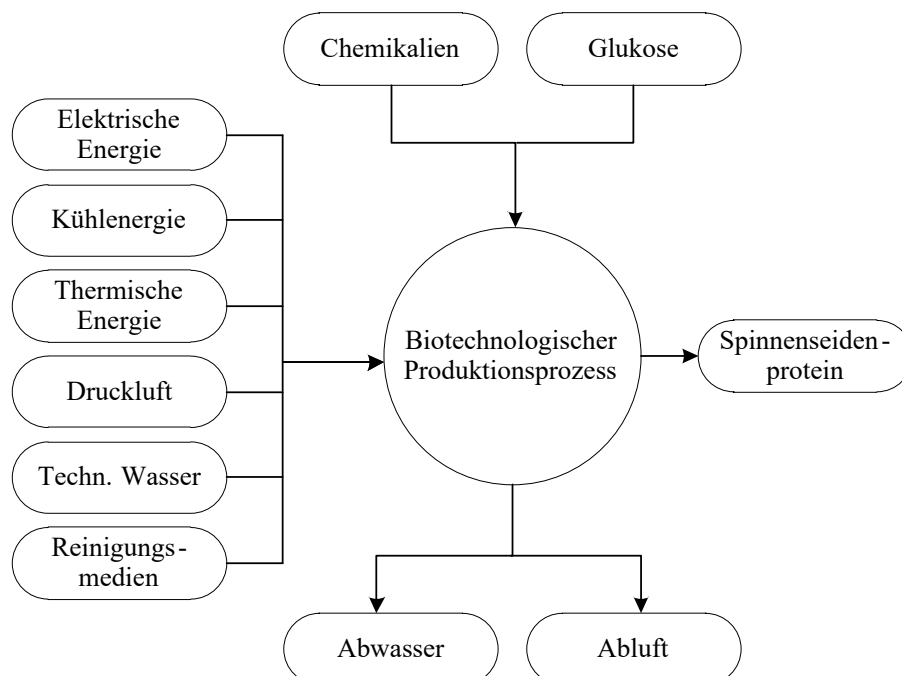 Chemikalien
Glukose
Elektrische
Energie
Kühlenergie
Thermische
Energie
Druckluft
Techn. Wasser
Reinigungs-
medien
Biotechnologischer
Produktionsprozess
Spinnenseiden-
protein
Abwasser
Abluft